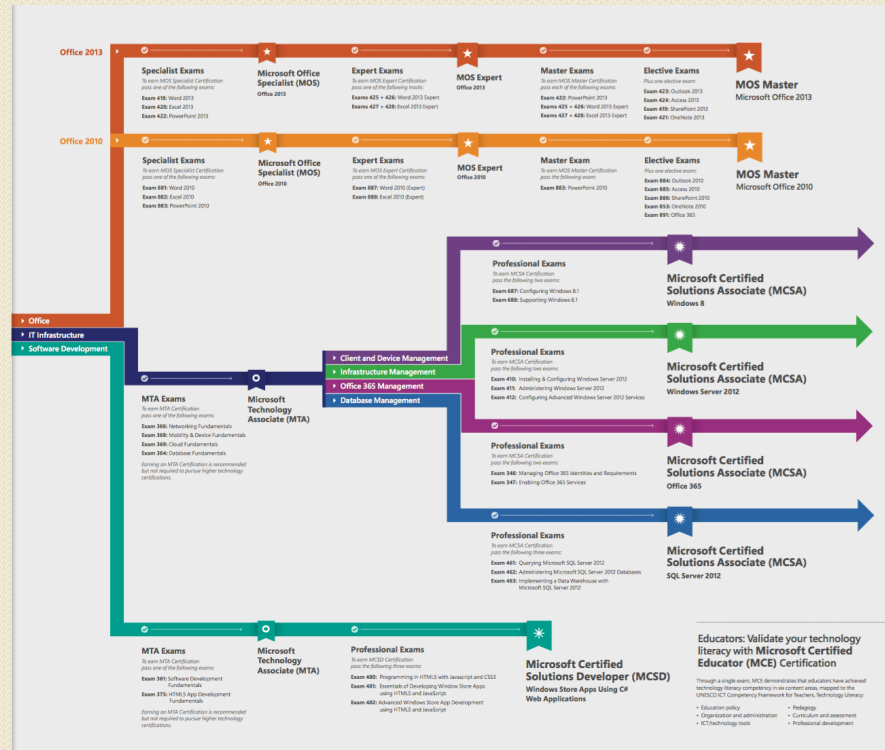 Office 2013
Specialist Exams
To earn MOS Specialist Certification
pass one of the following exams:
Exam 418: Word 2013
Exam 420: Excel 2013
Exam 422: PowerPoint 2013
Microsoft Office
Specialist (MOS)
Office 2013
Expert Exams
To earn MOS Expert Certification
pass one of the following tracks:
Exams 425 + 426: Word 2013 Expert
Exams 427 + 428: Excel 2013 Expert
MOS Expert
Office 2013
Master Exams
To earn MOS Master Certification
pass each of the following exams:
Exam 422: PowerPoint 2013
Exams 425 + 426: Word 2013 Expert
Exams 427 + 428: Excel 2013 Expert
Elective Exams
Plus one elective exam:
Exam 423: Outlook 2013
Exam 424: Access 2013
Exam 419: SharePoint 2013
Exam 421: OneNote 2013
MOS Master
Microsoft Office 2013
Office 2010
Specialist Exams
To earn MOS Specialist Certification
pass one of the following exams:
Exam 881: Word 2010
Exam 882: Excel 2010
Exam 883: PowerPoint 2010
Microsoft Office
Specialist (MOS)
Office 2010
Expert Exams
To earn MOS Expert Certification
pass one of the following exams:
Exam 887: Word 2010 (Expert)
Exam 888: Excel 2010 (Expert)
MOS Expert
Office 2010
Master Exam
To earn MOS Master Certification
pass the following exam:
Exam 883: PowerPoint 2010
Elective Exams
Plus one elective exam:
Exam 884: Outlook 2010
Exam 885: Access 2010
Exam 886: SharePoint 2010
Exam 853: OneNote 2010
Exam 891: Office 365
MOS Master
Microsoft Office 2010
Office
IT Infrastructure
Software Development
MTA Exams
To earn MTA Certification
pass one of the following exams:
Exam 366: Networking Fundamentals
Exam 368: Mobility & Device Fundamentals
Exam 369: Cloud Fundamentals
Exam 364: Database Fundamentals
Earning an MTA Certification is recommended
but not required to pursue higher technology
certifications.
Microsoft
Technology
Associate (MTA)
Client and Device Management
Infrastructure Management
Office 365 Management
Database Management
Professional Exams
To earn MCSA Certification
pass the following two exams:
Exam 687: Configuring Windows 8.1
Exam 688: Supporting Windows 8.1
Microsoft Certified
Solutions Associate (MCSA)
Windows 8
Professional Exams
To earn MCSA Certification
pass the following two exams:
Exam 410: Installing & Configuring Windows Server 2012
Exam 411: Administering Windows Server 2012
Exam 412: Configuring Advanced Windows Server 2012 Services
Microsoft Certified
Solutions Associate (MCSA)
Windows Server 2012
Professional Exams
To earn MCSA Certification
pass the following two exams:
Exam 346: Managing Office 365 Identities and Requirements
Exam 347: Enabling Office 365 Services
Microsoft Certified
Solutions Associate (MCSA)
Office 365
Professional Exams
To earn MCSA Certification
pass the following three exams:
Exam 461: Querying Microsoft SQL Server 2012
Exam 462: Administering Microsoft SQL Server 2012 Databases
Exam 463: Implementing a Data Warehouse with
Microsoft SQL Server 2012
Microsoft Certified
Solutions Associate (MCSA)
SQL Server 2012
MTA Exams
To earn MTA Certification
pass one of the following exams:
Exam 361: Software Development
Fundamentals
Exam 375: HTML5 App Development
Fundamentals
Earning an MTA Certification is recommended
but not required to pursue higher technology
certifications.
Microsoft
Technology
Associate (MTA)
Professional Exams
To earn MCSD Certification
pass the following three exams:
Exam 480: Programming in HTML5 with Javascript and CSS3
Exam 481: Essentials of Developing Window Store Apps
using HTML5 and JavaScript
Exam 482: Advanced Windows Store App Development
using HTML5 and JavaScript
Microsoft Certified
Solutions Developer (MCSD)
Windows Store Apps Using C#
Web Applications
Educators: Validate your technology
literacy with Microsoft Certified
Educator (MCE) Certification
Through a single exam, MCE demonstrates that educators have achieved
technology literacy competency in six content areas, mapped to the
UNESCO ICT Competency Framework for Teachers, Technology Literacy:
• Education policy
• Organization and administration
• ICT/technology tools
• Pedagogy
• Curriculum and assessment
• Professional development